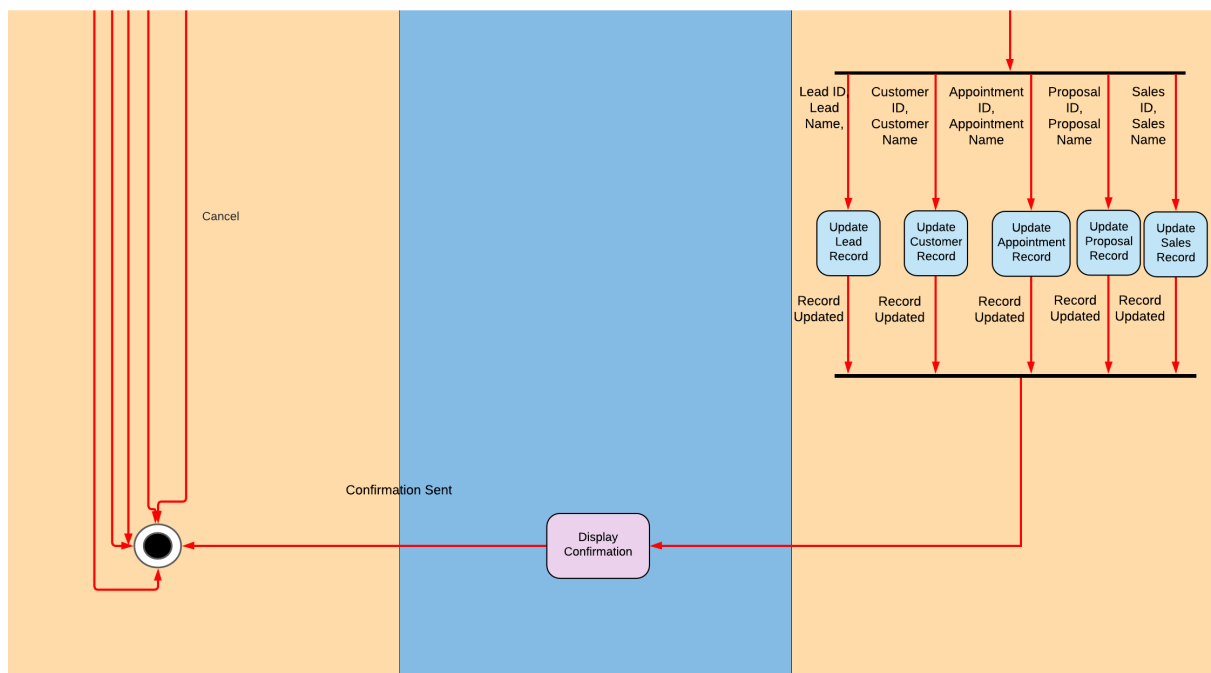 Lead ID,
Lead
Name,
Customer
ID,
Customer
Name
Appointment
ID,
Appointment
Name
Proposal
ID,
Proposal
Name
Sales
ID,
Sales
Name
Cancel
Update
Lead
Record
Update
Customer
Record
Update
Appointment
Record
Update
Proposal
Record
Update
Sales
Record
Record
Updated
Record
Updated
Record
Updated
Record
Updated
Record
Updated
Confirmation Sent
Display
Confirmation